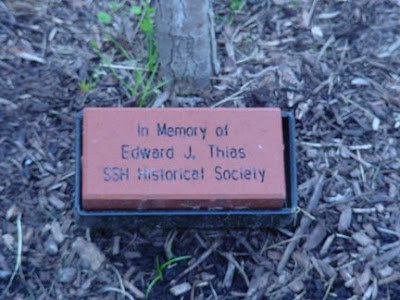 In Memory of
Edward J. Thias
SSH Historical Society